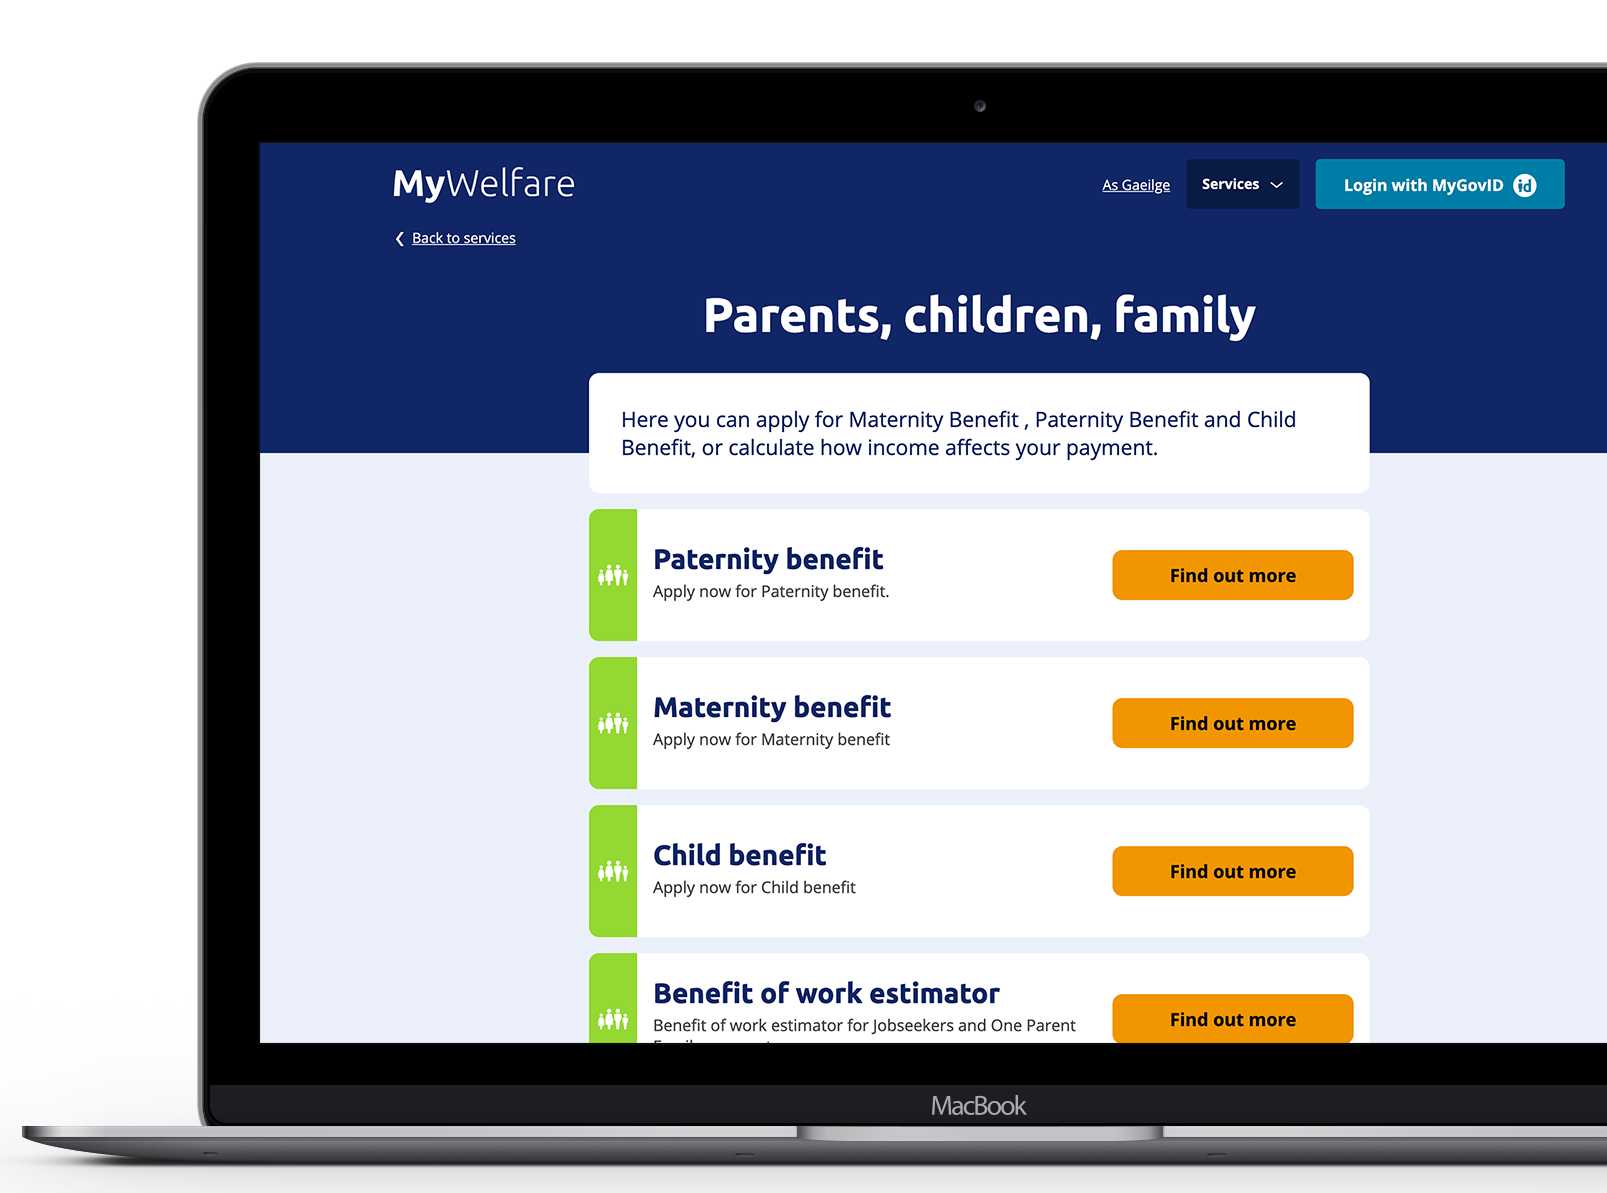 MyWelfare
As Gaeilge
Services
Login with MyGovID id
Back to services
Parents, children, family
Here you can apply for Maternity Benefit , Paternity Benefit and Child
Benefit, or calculate how income affects your payment.
Paternity benefit
Apply now for Paternity benefit.
Find out more
Maternity benefit
Apply now for Maternity benefit
Find out more
Child benefit
Apply now for Child benefit
Find out more
Benefit of work estimator
Benefit of work estimator for Jobseekers and One Parent
Find out more
MacBook